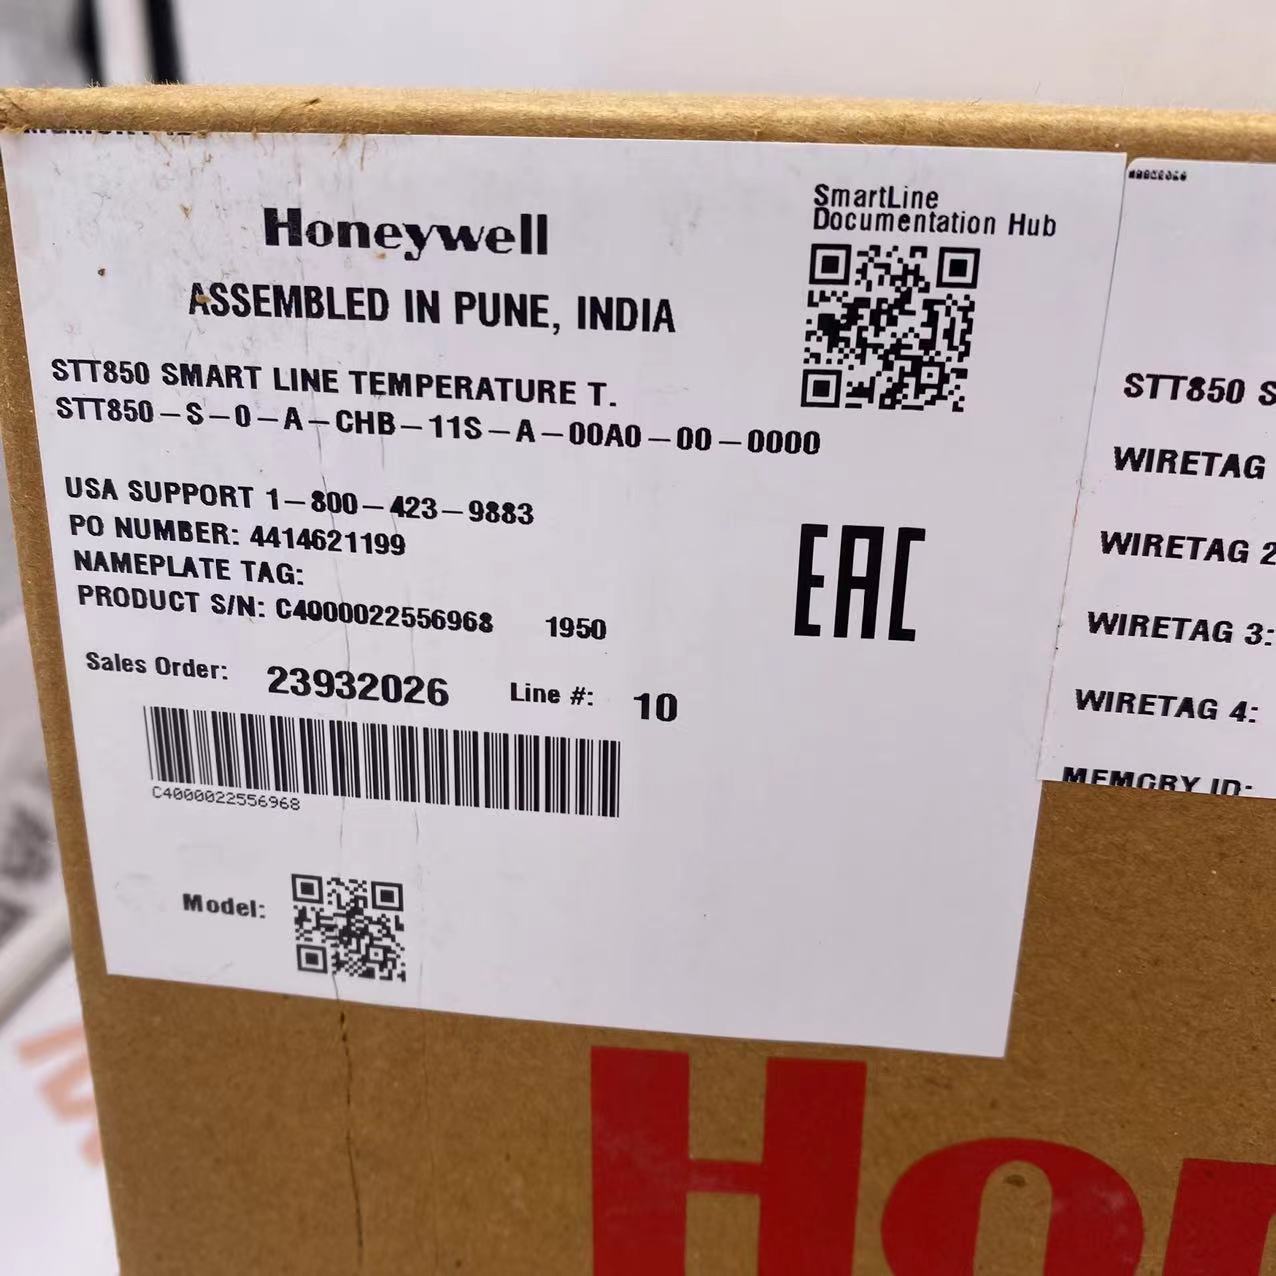 Honeywell
ASSEMBLED IN PUNE, INDIA
SmartLine
Documentation Hub
STT850 SMART LINE TEMPERATURE T.
STT850-S-0-A-CHB-11S-A-00A0-00-0000
USA SUPPORT 1-800-423-9883
PO NUMBER: 4414621199
NAMEPLATE TAG:
PRODUCT S/N: C4000022556968 1950
EAC
Sales Order: 23932026 Line #: 10
C4000022556968
Model:
STT850 S
WIRETAG
WIRETAG 2
WIRETAG 3:
WIRETAG 4:
MEMORY ID:
Hon